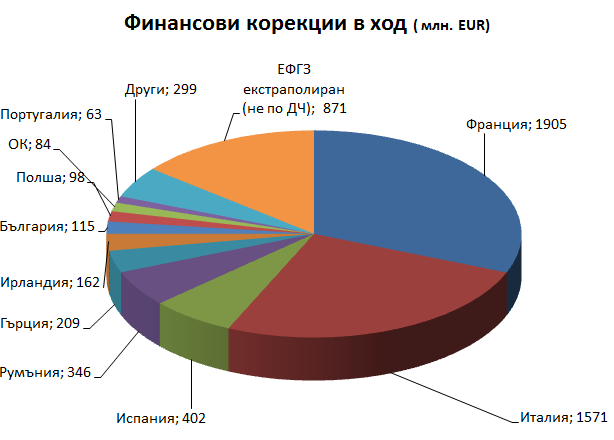 Финансови корекции в ход ( млн. EUR)
ЕФГЗ
екстраполиран
(не по ДЧ);  871
Други; 299
Португалия; 63
Франция; 1905
ОК; 84
Полша; 98
България; 115
Ирландия; 162
Гърция; 209
Румъния; 346
Испания; 402
Италия; 1571